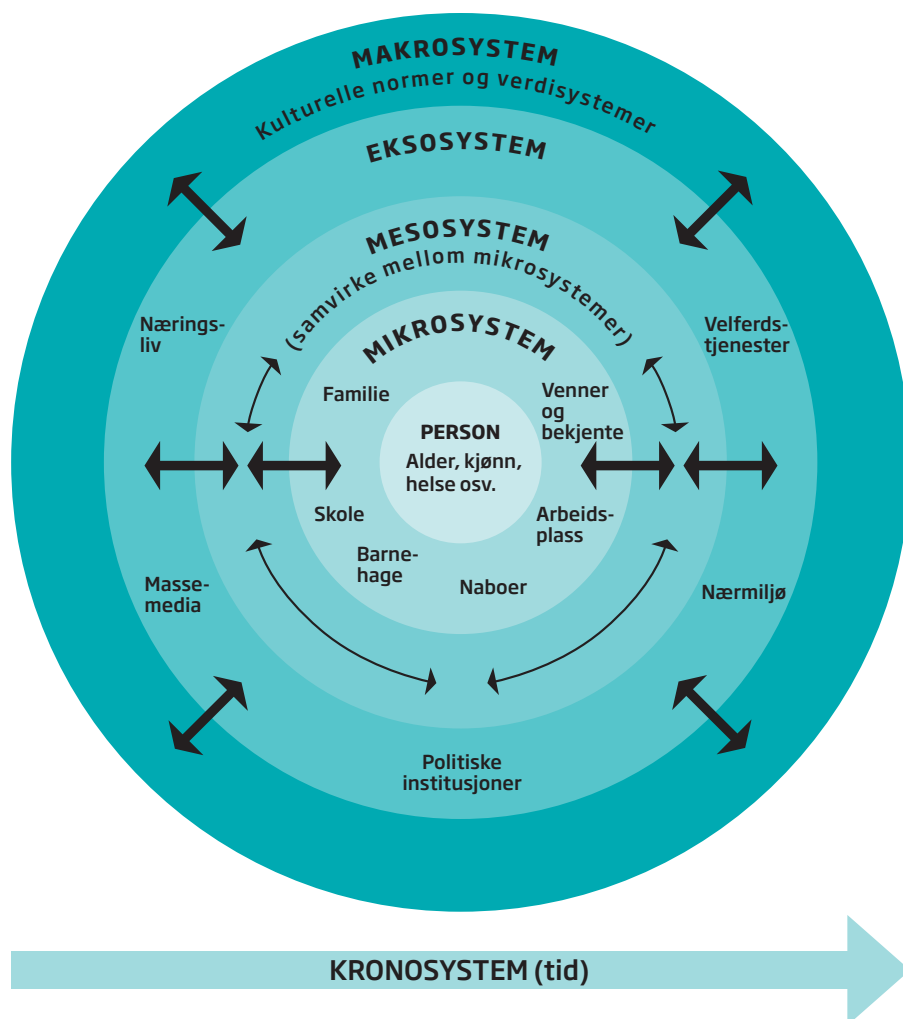 MAKROSYSTEM
Kulturelle normer og verdisystemer
EKSOSYSTEM
MESOSYSTEM
(samvirke mellom mikrosystemer)
MIKROSYSTEM
Nærings-
liv
Velferds-
tjenester
Familie
Venner
og
bekjente
PERSON
Alder, kjønn,
helse osv.
Skole
Arbeids-
plass
Barne-
hage
Naboer
Masse-
media
Nærmiljø
Politiske
institusjoner
KRONOSYSTEM (tid)